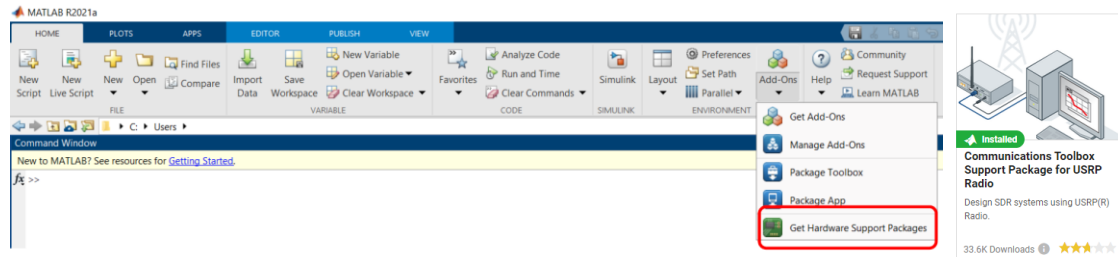 MATLAB R2021a
HOME PLOTS APPS EDITOR PUBLISH VIEW
New Script
New Live Script
New
Open
Find Files
Compare
FILE
Import Data
Save Workspace
New Variable
Open Variable
Clear Workspace
VARIABLE
Favorites
Analyze Code
Run and Time
Clear Commands
CODE
Simulink
SIMULINK
Layout
Preferences
Set Path
Parallel
ENVIRONMENT
Add-Ons
Help
Community
Request Support
Learn MATLAB
Get Add-Ons
Manage Add-Ons
Package Toolbox
Package App
Get Hardware Support Packages
C: Users
Command Window
New to MATLAB? See resources for Getting Started.
fx >>
Installed
Communications Toolbox
Support Package for USRP
Radio
Design SDR systems using USRP(R)
Radio.
33.6K Downloads